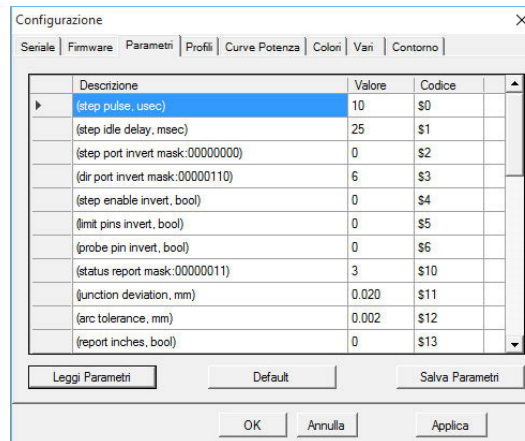 Configurazione
Seriale Firmware Parametri Profili Curve Potenza Colori Vari Contorno
Descrizione Valore Codice
(step pulse, usec) 10 $0
(step idle delay, msec) 25 $1
(step port invert mask:00000000) 0 $2
(dir port invert mask:00000110) 6 $3
(step enable invert, bool) 0 $4
(limit pins invert, bool) 0 $5
(probe pin invert, bool) 0 $6
(status report mask:00000011) 3 $10
(junction deviation, mm) 0.020 $11
(arc tolerance, mm) 0.002 $12
(report inches, bool) 0 $13
Leggi Parametri Default Salva Parametri
OK Annulla Applica